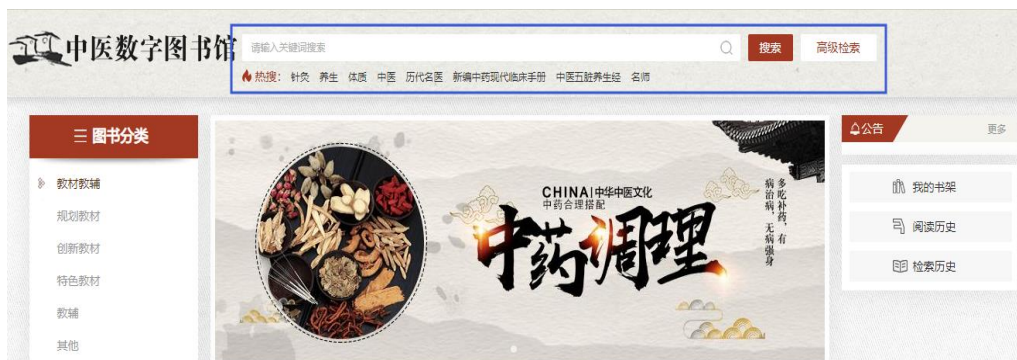 中医数字图书馆
请输入关键词搜索
搜索
高级检索
热搜： 针灸 养生 体质 中医 历代名医 新编中药现代临床手册 中医五脏养生经 名师
图书分类
教材教辅
规划教材
创新教材
特色教材
教辅
其他
CHINA|中华中医文化
中药合理搭配
中药调理
多吃补药，有
病治病，无病强身
公告
更多
我的书架
阅读历史
检索历史